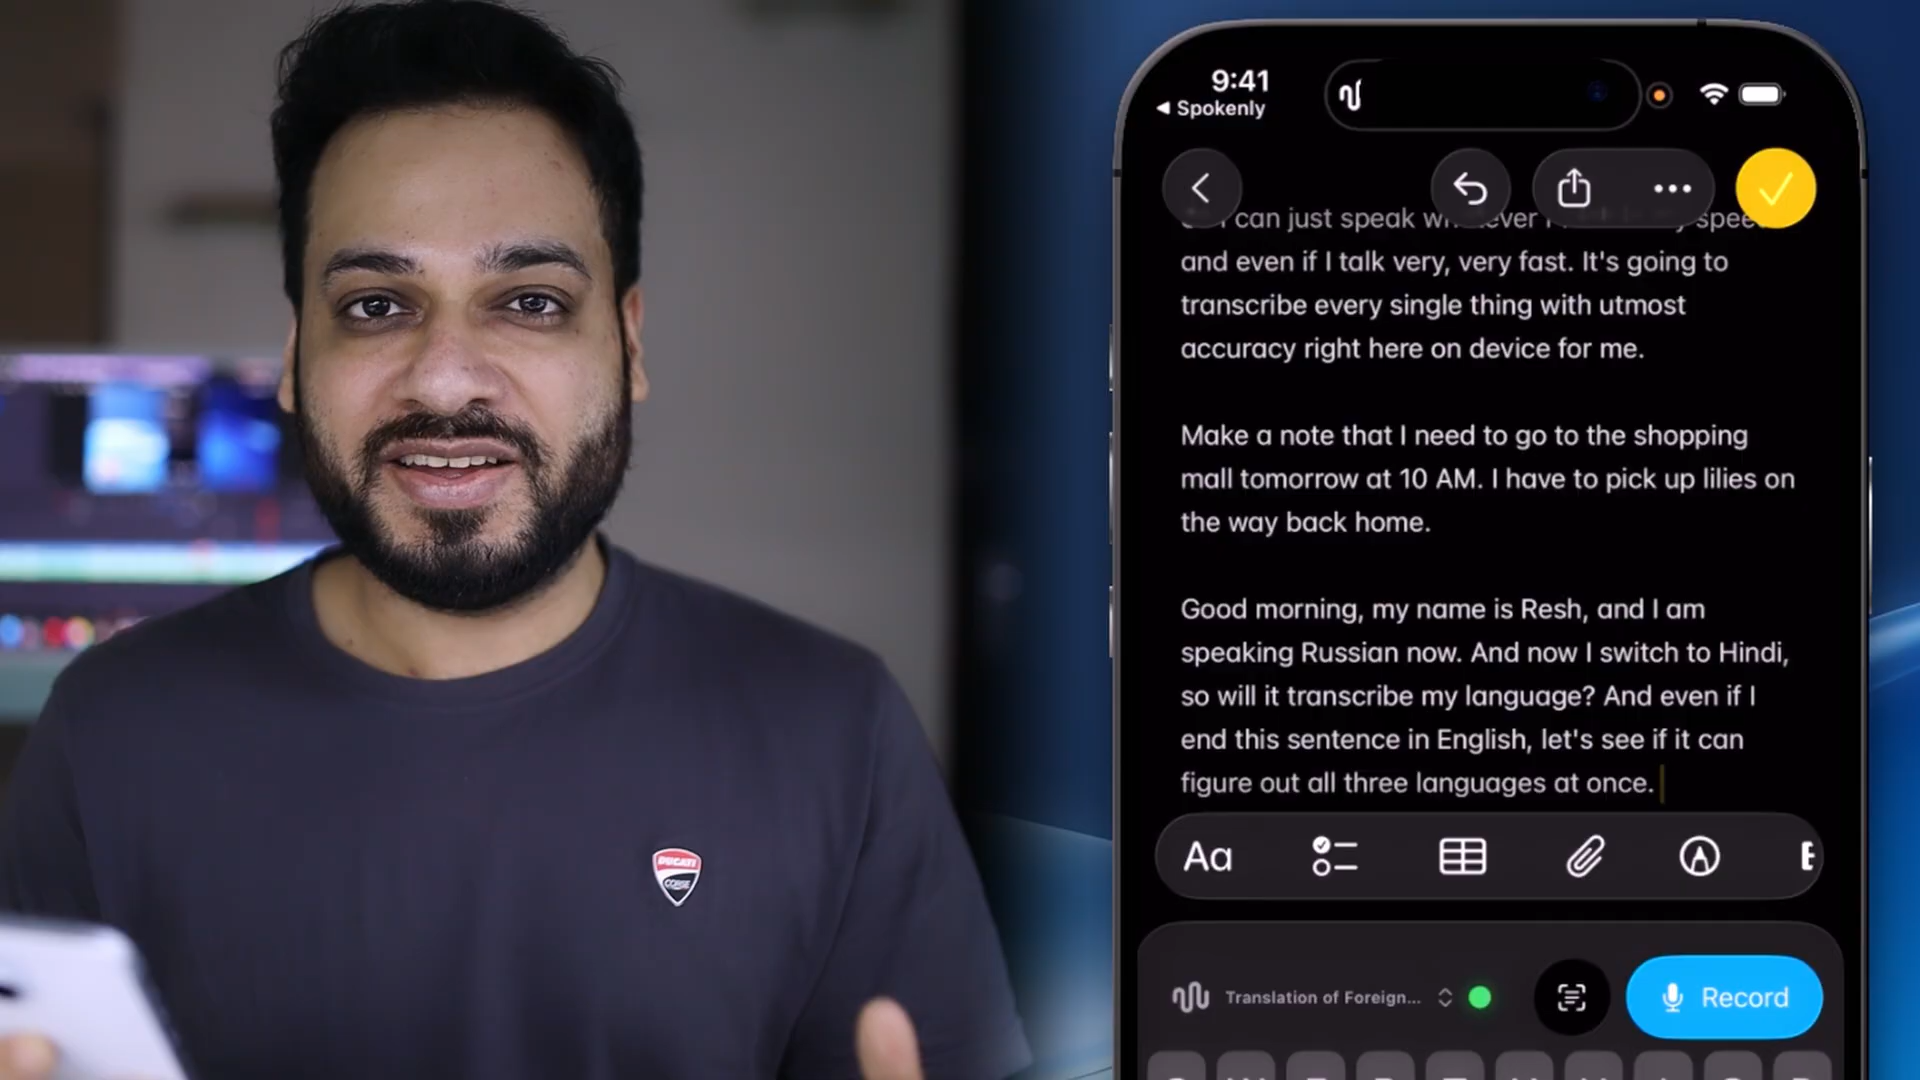 9:41
Spokenly
can just speak
and even if I talk very, very fast. It's going to
transcribe every single thing with utmost
accuracy right here on device for me.
Make a note that I need to go to the shopping
mall tomorrow at 10 AM. I have to pick up lilies on
the way back home.
Good morning, my name is Resh, and I am
speaking Russian now. And now I switch to Hindi,
so will it transcribe my language? And even if I
end this sentence in English, let's see if it can
figure out all three languages at once.
Aa
Translation of Foreign...
Record
DUCATI
CORSE